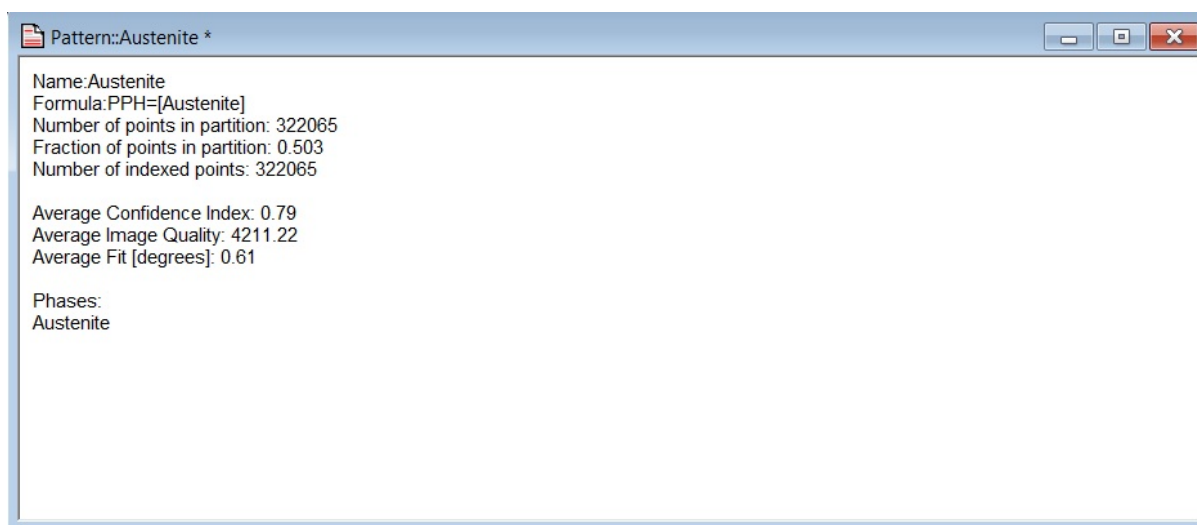 Pattern::Austenite *
Name:Austenite
Formula:PPH=[Austenite]
Number of points in partition: 322065
Fraction of points in partition: 0.503
Number of indexed points: 322065
Average Confidence Index: 0.79
Average Image Quality: 4211.22
Average Fit [degrees]: 0.61
Phases:
Austenite